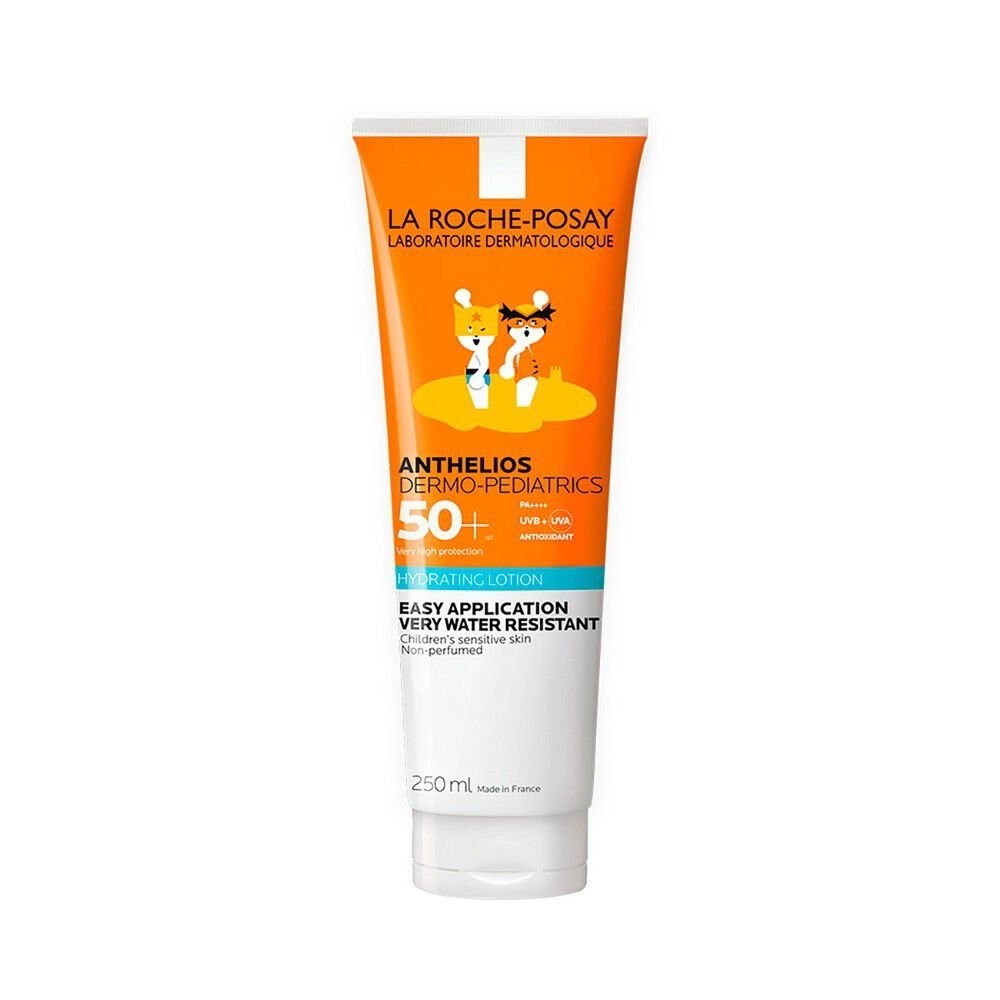 LA ROCHE-POSAY
LABORATOIRE DERMATOLOGIQUE
ANTHELIOS
DERMO-PEDIATRICS
50+
PA++++
UVB + UVA
ANTIOXIDANT
Very high protection
HYDRATING LOTION
EASY APPLICATION
VERY WATER RESISTANT
Children's sensitive skin
Non-perfumed
250 ml Made in France